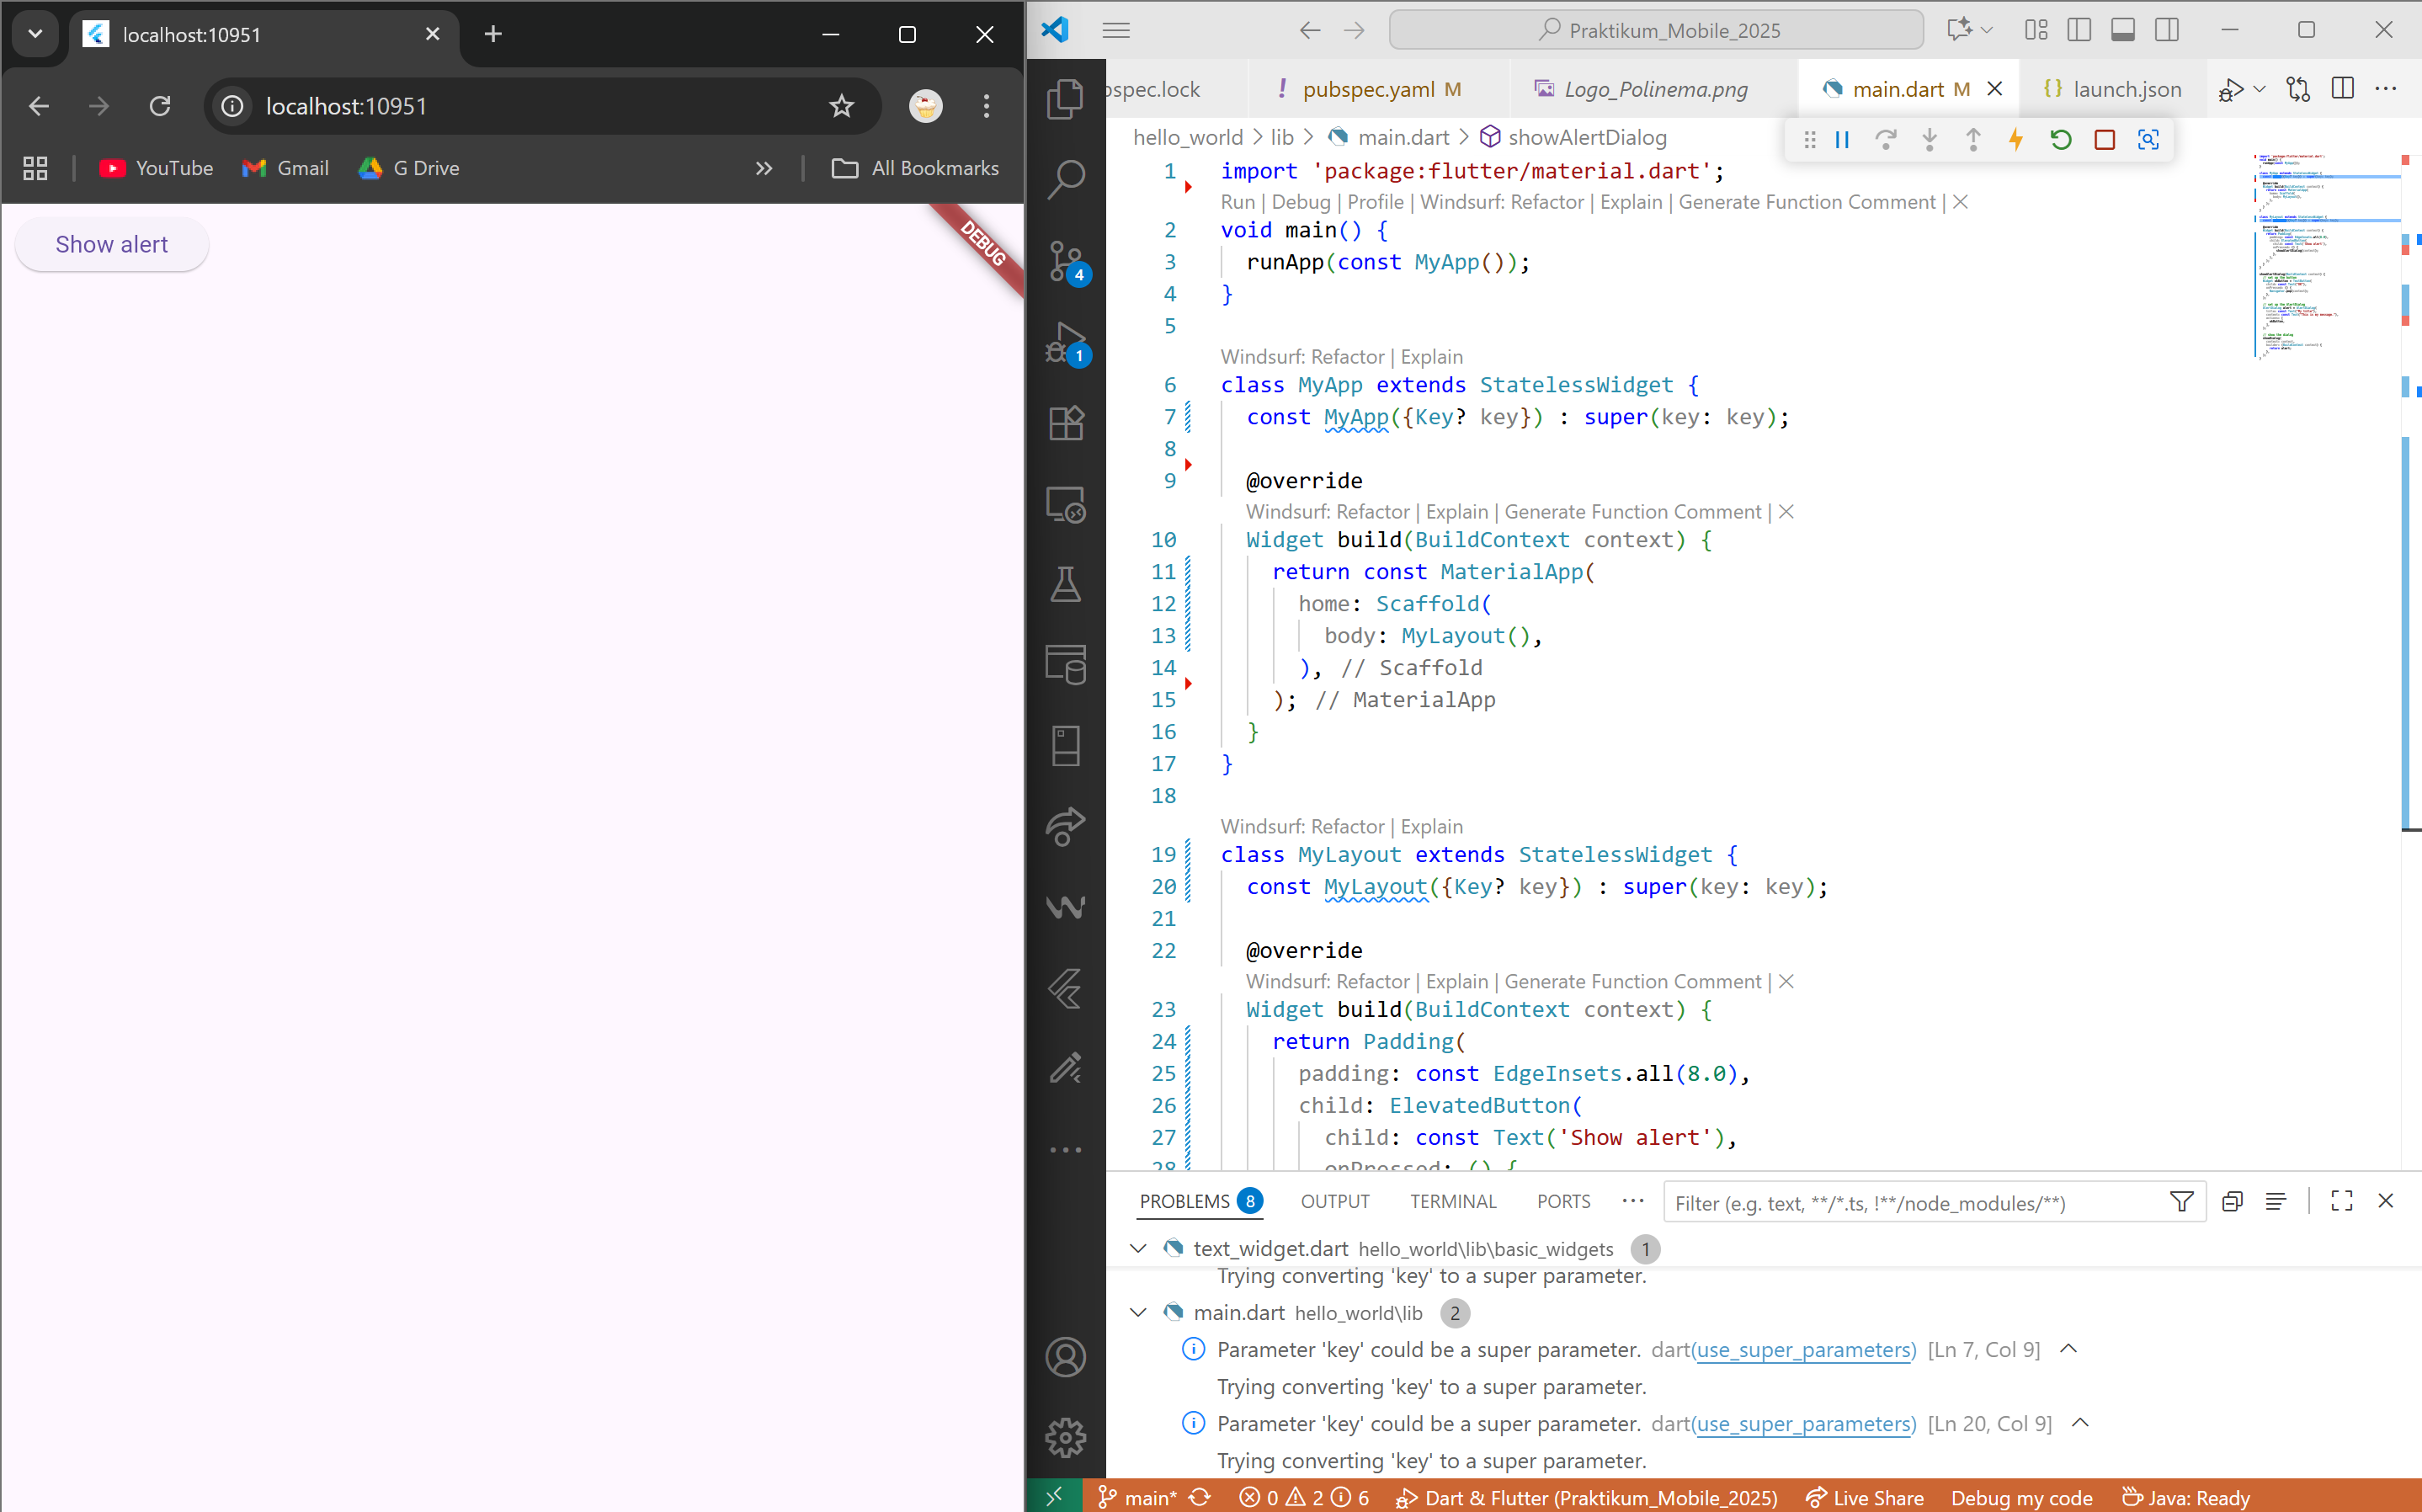 localhost:10951
localhost:10951
YouTube
Gmail
G Drive
All Bookmarks
Show alert
DEBUG
Praktikum_Mobile_2025
ospec.lock
! pubspec.yaml M
Logo_Polinema.png
main.dart M
{} launch.json
hello_world > lib > main.dart > showAlertDialog
1 import 'package:flutter/material.dart';
Run | Debug | Profile | Windsurf: Refactor | Explain | Generate Function Comment | ×
2 void main() {
3 runApp(const MyApp());
4 }
5
Windsurf: Refactor | Explain
6 class MyApp extends StatelessWidget {
7 const MyApp({Key? key}) : super(key: key);
8
9 @override
Windsurf: Refactor | Explain | Generate Function Comment | ×
10 Widget build(BuildContext context) {
11 return const MaterialApp(
12 home: Scaffold(
13 body: MyLayout(),
14 ), // Scaffold
15 ); // MaterialApp
16 }
17 }
18
Windsurf: Refactor | Explain
19 class MyLayout extends StatelessWidget {
20 const MyLayout({Key? key}) : super(key: key);
21
22 @override
Windsurf: Refactor | Explain | Generate Function Comment | ×
23 Widget build(BuildContext context) {
24 return Padding(
25 padding: const EdgeInsets.all(8.0),
26 child: ElevatedButton(
27 child: const Text('Show alert'),
28 onPressed: () {
4
1
PROBLEMS 8
OUTPUT
TERMINAL
PORTS
Filter (e.g. text, **/*.ts, !**/node_modules/**)
text_widget.dart hello_world\lib\basic_widgets 1
Trying converting 'key' to a super parameter.
main.dart hello_world\lib 2
Parameter 'key' could be a super parameter. dart(use_super_parameters) [Ln 7, Col 9]
Trying converting 'key' to a super parameter.
Parameter 'key' could be a super parameter. dart(use_super_parameters) [Ln 20, Col 9]
Trying converting 'key' to a super parameter.
main*
0 2 6
Dart & Flutter (Praktikum_Mobile_2025)
Live Share
Debug my code
Java: Ready